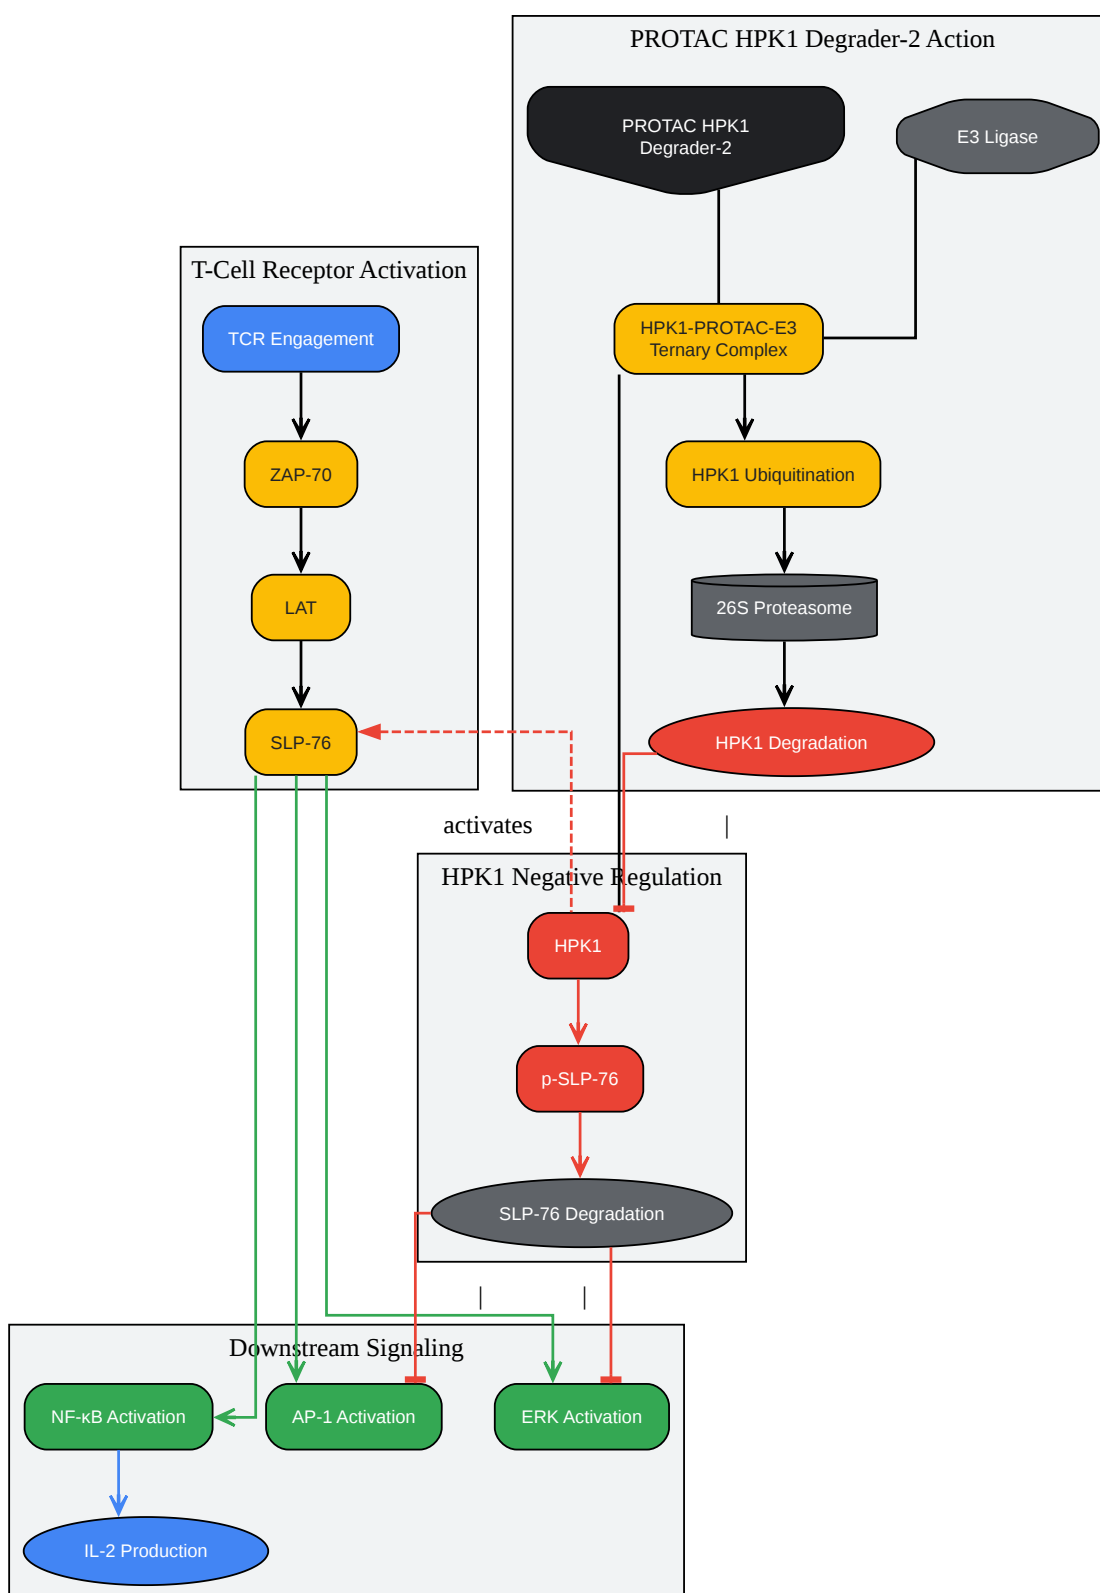 PROTAC HPK1 Degrader-2 Action
PROTAC HPK1
Degrader-2
E3 Ligase
T-Cell Receptor Activation
TCR Engagement
HPK1-PROTAC-E3
Ternary Complex
ZAP-70
HPK1 Ubiquitination
LAT
26S Proteasome
SLP-76
HPK1 Degradation
activates
|
HPK1 Negative Regulation
HPK1
p-SLP-76
SLP-76 Degradation
|
|
Downstream Signaling
NF-κB Activation
AP-1 Activation
ERK Activation
IL-2 Production